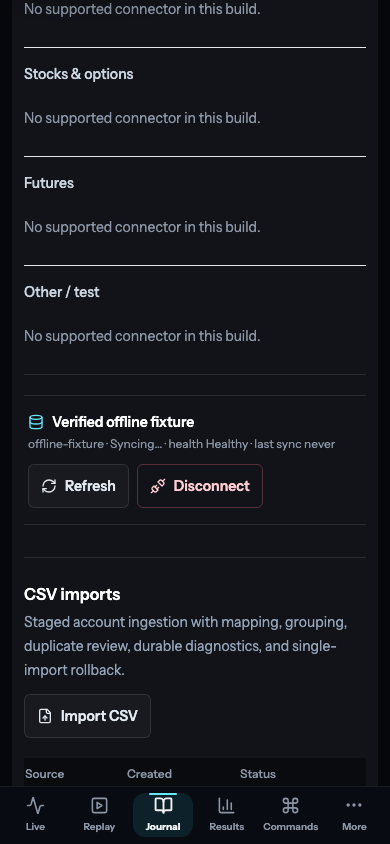 No supported connector in this build.
Stocks & options
No supported connector in this build.
Futures
No supported connector in this build.
Other / test
No supported connector in this build.
Verified offline fixture
offline-fixture · Syncing... · health Healthy · last sync never
Refresh Disconnect
CSV imports
Staged account ingestion with mapping, grouping,
duplicate review, durable diagnostics, and single-
import rollback.
Import CSV
Source Created Status
Live Replay Journal Results Commands More